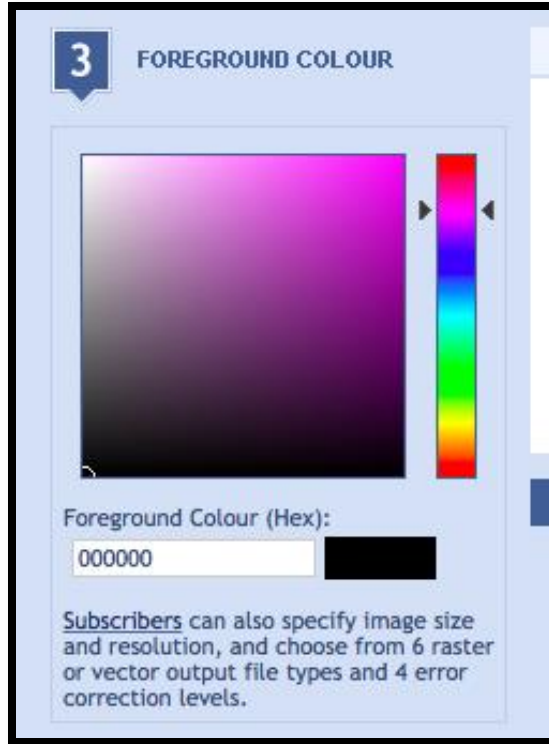 3
FOREGROUND COLOUR
Foreground Colour (Hex):
000000
Subscribers can also specify image size
and resolution, and choose from 6 raster
or vector output file types and 4 error
correction levels.